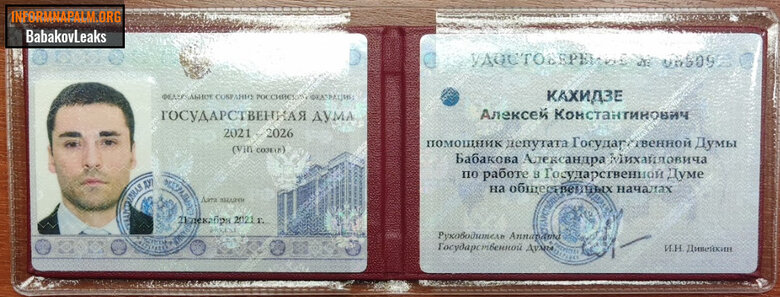 INFORMNAPALM.ORG
BabakovLeaks
ФЕДЕРАЛЬНОЕ СОБРАНИЕ РОССИЙСКОЙ ФЕДЕРАЦИИ
ГОСУДАРСТВЕННАЯ ДУМА
2021 – 2026
(VIII созыв)
Дата выдачи
21 декабря 2021 г.
УДОСТОВЕРЕНИЕ №
КАХИДЗЕ
Алексей Константинович
помощник депутата Государственной Думы
Бабакова Александра Михайловича
по работе в Государственной Думе
на общественных началах
Руководитель Аппарата
Государственной Думы
И.Н. Дивейкин